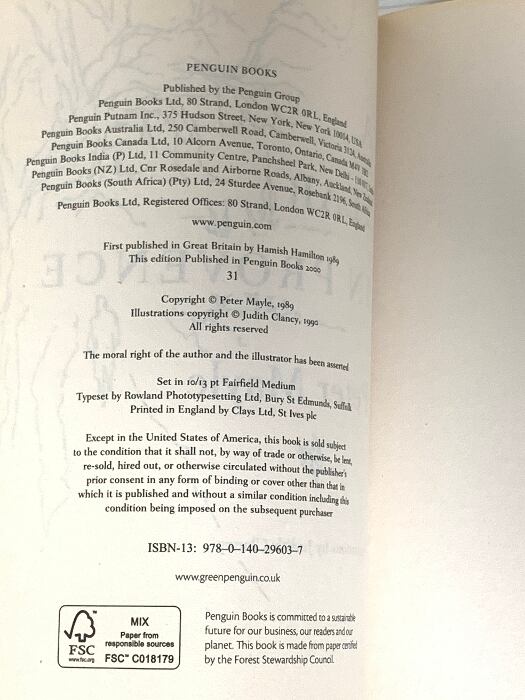 PENGUIN BOOKS
Published by the Penguin Group
Penguin Books Ltd, 80 Strand, London WC2R 0RL, England
Penguin Putnam Inc., 375 Hudson Street, New York, New York 10014, USA
Penguin Books Australia Ltd, 250 Camberwell Road, Camberwell, Victoria 3124, Australia
Penguin Books Canada Ltd, 10 Alcorn Avenue, Toronto, Ontario, Canada M4V 3B2
Penguin Books India (P) Ltd, 11 Community Centre, Panchsheel Park, New Delhi – 110 017, India
Penguin Books (NZ) Ltd, Cnr Rosedale and Airborne Roads, Albany, Auckland, New Zealand
Penguin Books (South Africa) (Pty) Ltd, 24 Sturdee Avenue, Rosebank 2196, South Africa
Penguin Books Ltd, Registered Offices: 80 Strand, London WC2R 0RL, England
www.penguin.com
First published in Great Britain by Hamish Hamilton 1989
This edition Published in Penguin Books 2000
31
Copyright © Peter Mayle, 1989
Illustrations copyright © Judith Clancy, 1990
All rights reserved
The moral right of the author and the illustrator has been asserted
Set in 10/13 pt Fairfield Medium
Typeset by Rowland Phototypesetting Ltd, Bury St Edmunds, Suffolk
Printed in England by Clays Ltd, St Ives plc
Except in the United States of America, this book is sold subject
to the condition that it shall not, by way of trade or otherwise, be lent,
re-sold, hired out, or otherwise circulated without the publisher's
prior consent in any form of binding or cover other than that in
which it is published and without a similar condition including this
condition being imposed on the subsequent purchaser
ISBN-13: 978–0–140–29603–7
www.greenpenguin.co.uk
FSC
www.fsc.org
MIX
Paper from
responsible sources
FSC™ C018179
Penguin Books is committed to a sustainable
future for our business, our readers and our
planet. This book is made from paper certified
by the Forest Stewardship Council.